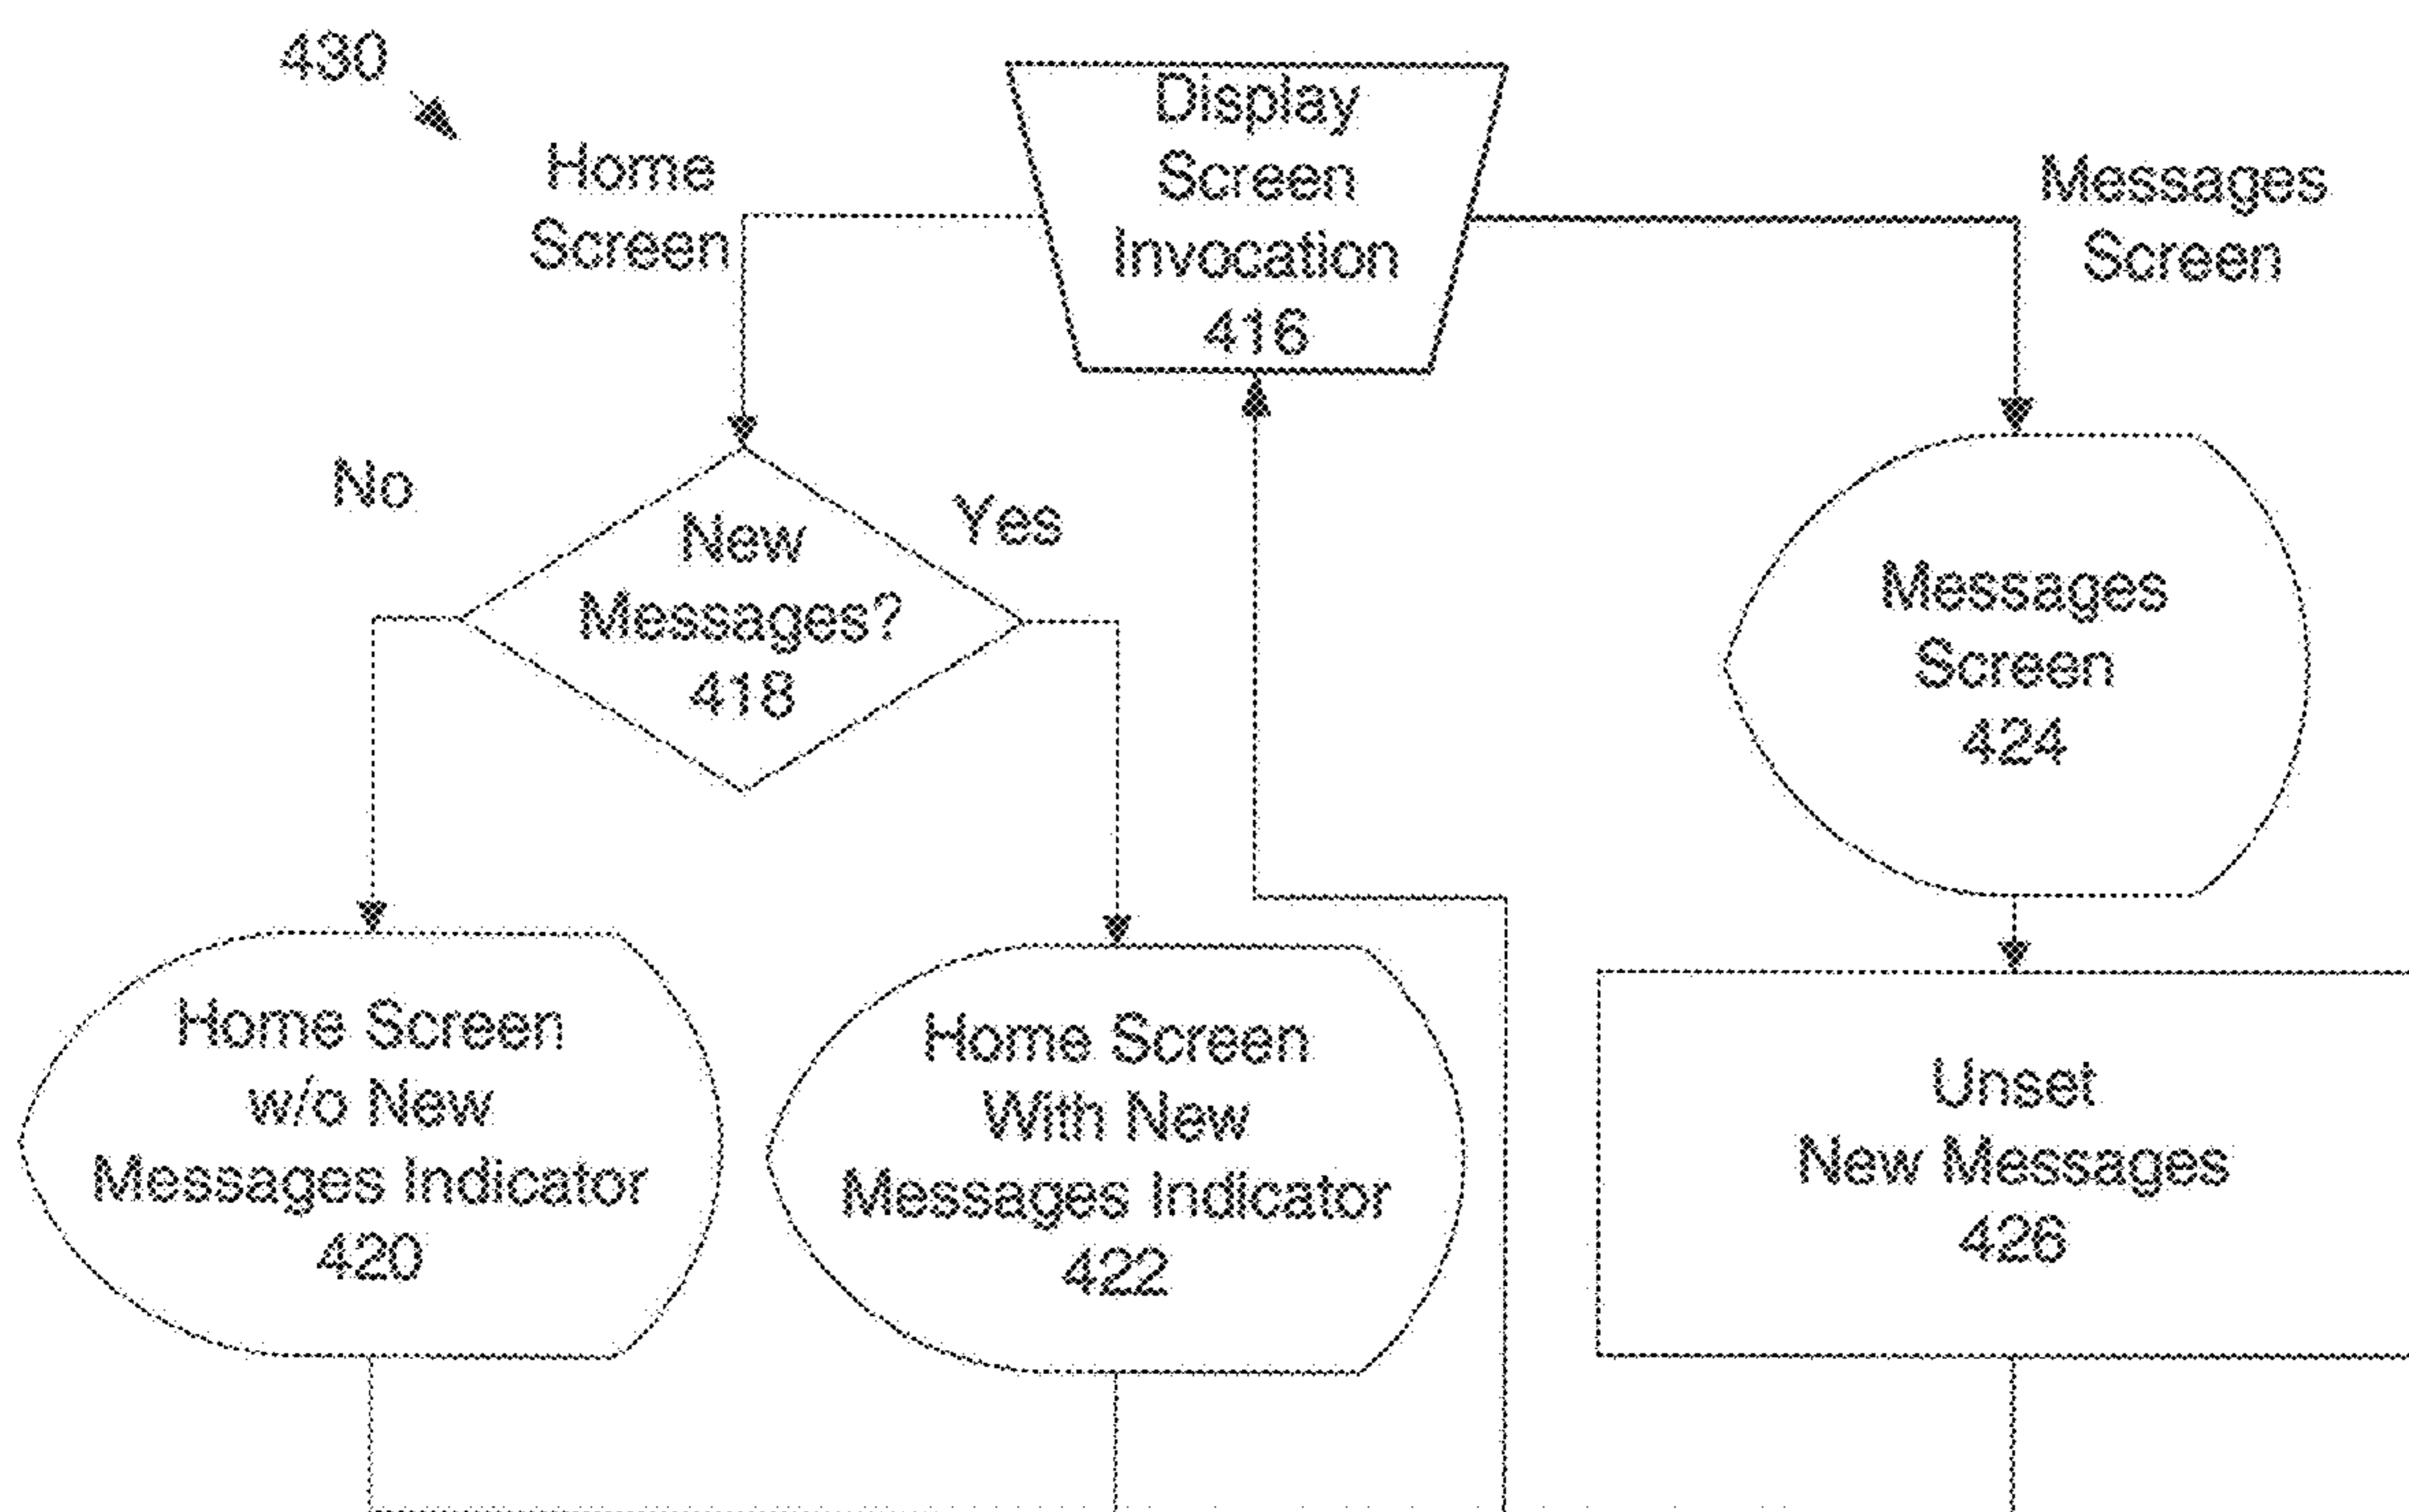 430
Display
Screen
Invocation
416
Home
Screen
Messages
Screen
No
Yes
New
Messages?
418
Messages
Screen
424
Home Screen
w/o New
Messages Indicator
420
Home Screen
With New
Messages Indicator
422
Unset
New Messages
426